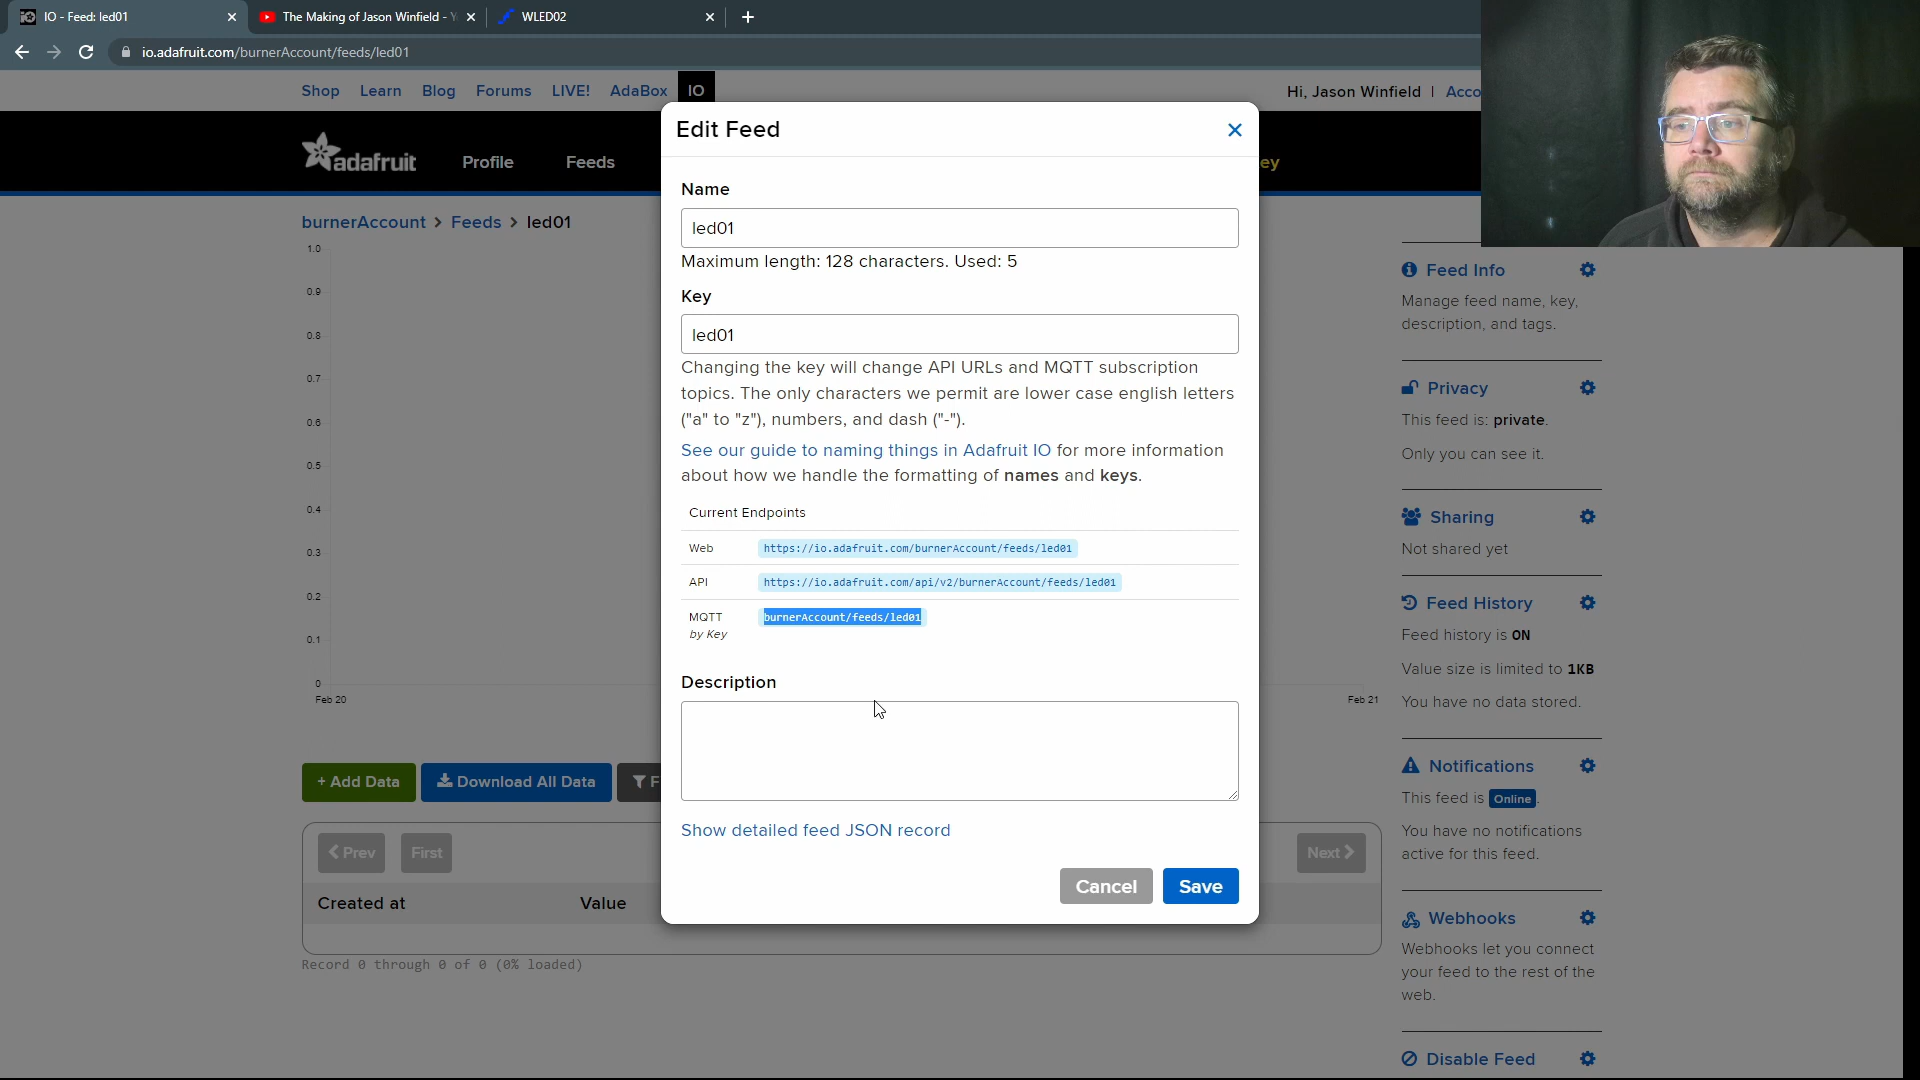 IO - Feed: led01
The Making of Jason Winfield - Y
WLED02
io.adafruit.com/burnerAccount/feeds/led01
Shop Learn Blog Forums LIVE! AdaBox IO
Hi, Jason Winfield | Acco
adafruit
Profile
Feeds
ey
burnerAccount > Feeds > led01
1.0
0.9
0.8
0.7
0.6
0.5
0.4
0.3
0.2
0.1
0
Feb 20
Feb 21
+ Add Data
Download All Data
F
Prev
First
Next
Created at
Value
Record 0 through 0 of 0 (0% loaded)
Edit Feed
Name
led01
Maximum length: 128 characters. Used: 5
Key
led01
Changing the key will change API URLs and MQTT subscription
topics. The only characters we permit are lower case english letters
("a" to "z"), numbers, and dash ("-").
See our guide to naming things in Adafruit IO for more information
about how we handle the formatting of names and keys.
Current Endpoints
Web https://io.adafruit.com/burnerAccount/feeds/led01
API https://io.adafruit.com/api/v2/burnerAccount/feeds/led01
MQTT burnerAccount/feeds/led01
by Key
Description
Show detailed feed JSON record
Cancel
Save
Feed Info
Manage feed name, key,
description, and tags.
Privacy
This feed is: private.
Only you can see it.
Sharing
Not shared yet
Feed History
Feed history is ON
Value size is limited to 1KB
You have no data stored.
Notifications
This feed is Online.
You have no notifications
active for this feed.
Webhooks
Webhooks let you connect
your feed to the rest of the
web.
Disable Feed